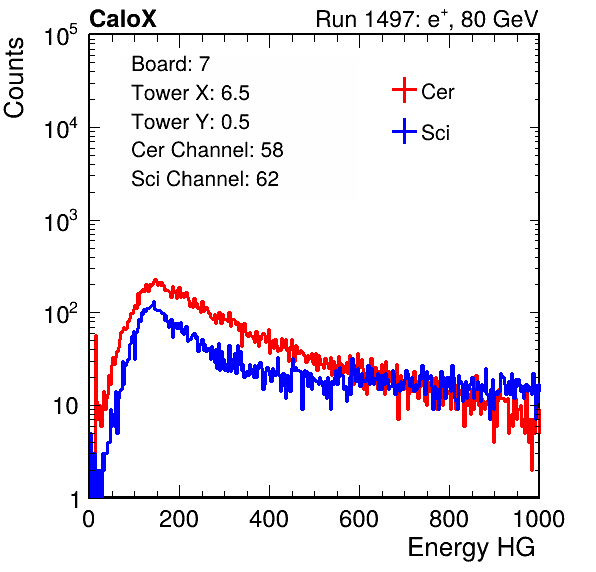 CaloX Run 1497: e⁺, 80 GeV
Counts
10⁵
10⁴
10³
10²
10
1
Board: 7
Tower X: 6.5
Tower Y: 0.5
Cer Channel: 58
Sci Channel: 62
Cer
Sci
0 200 400 600 800 1000
Energy HG